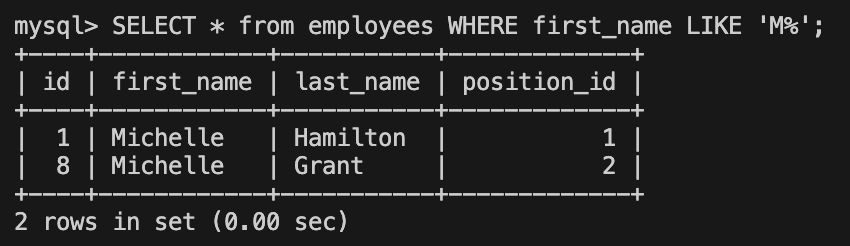 mysql> SELECT * from employees WHERE first_name LIKE 'M%';
+----+------------+-----------+-------------+
| id | first_name | last_name | position_id |
+----+------------+-----------+-------------+
|  1 | Michelle   | Hamilton  |           1 |
|  8 | Michelle   | Grant     |           2 |
+----+------------+-----------+-------------+
2 rows in set (0.00 sec)